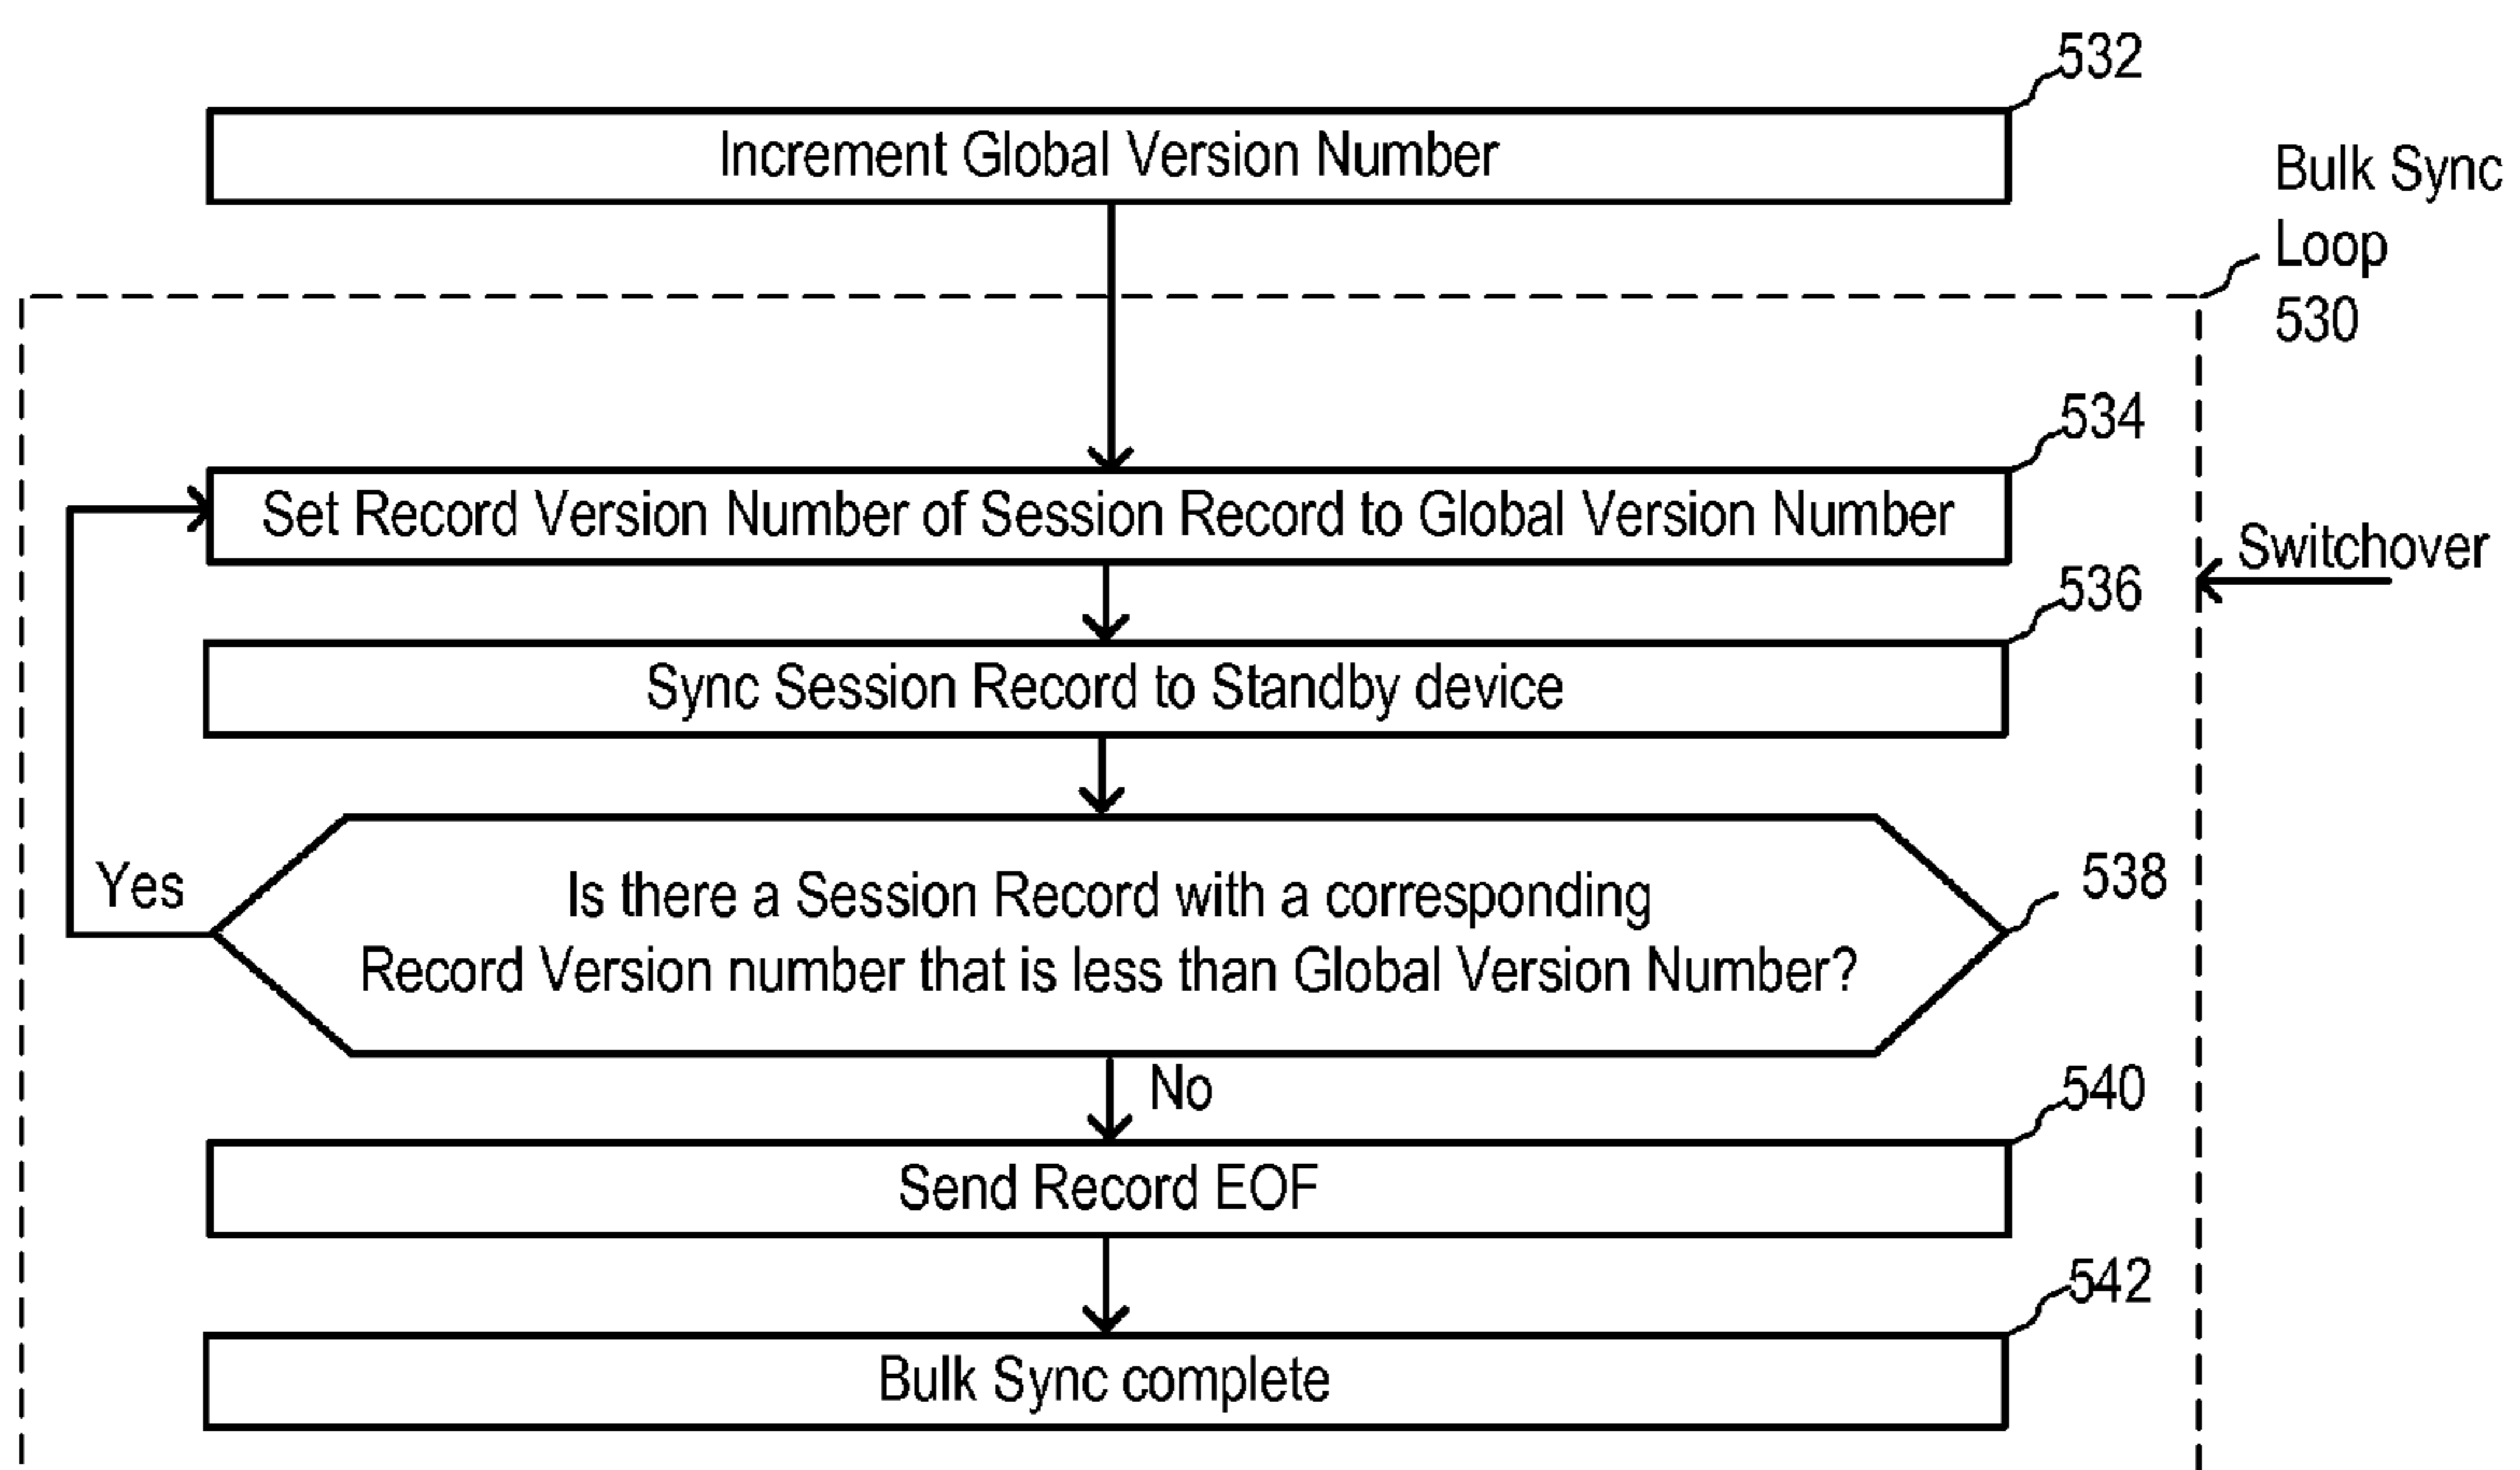 532
Increment Global Version Number
Bulk Sync
Loop
530
534
Set Record Version Number of Session Record to Global Version Number
Switchover
536
Sync Session Record to Standby device
538
Is there a Session Record with a corresponding
Record Version number that is less than Global Version Number?
Yes
No
540
Send Record EOF
542
Bulk Sync complete